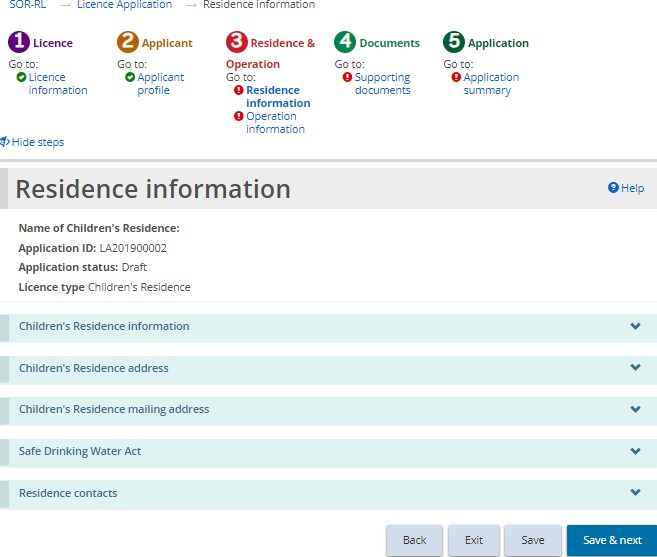 SOR-RL → Licence Application → Residence information
1 Licence
Go to:
Licence
information
2 Applicant
Go to:
Applicant
profile
3 Residence &
Operation
Go to:
Residence
information
Operation
information
4 Documents
Go to:
Supporting
documents
5 Application
Go to:
Application
summary
Hide steps
Residence information
Help
Name of Children's Residence:
Application ID: LA201900002
Application status: Draft
Licence type Children's Residence
Children's Residence information
Children's Residence address
Children's Residence mailing address
Safe Drinking Water Act
Residence contacts
Back Exit Save Save & next